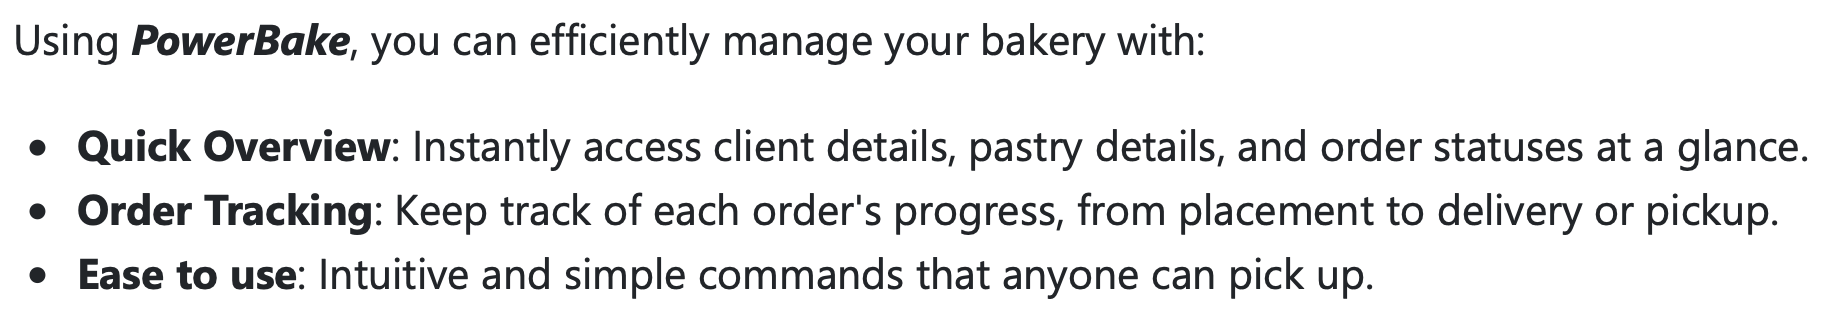 Using PowerBake, you can efficiently manage your bakery with:
• Quick Overview: Instantly access client details, pastry details, and order statuses at a glance.
• Order Tracking: Keep track of each order's progress, from placement to delivery or pickup.
• Ease to use: Intuitive and simple commands that anyone can pick up.